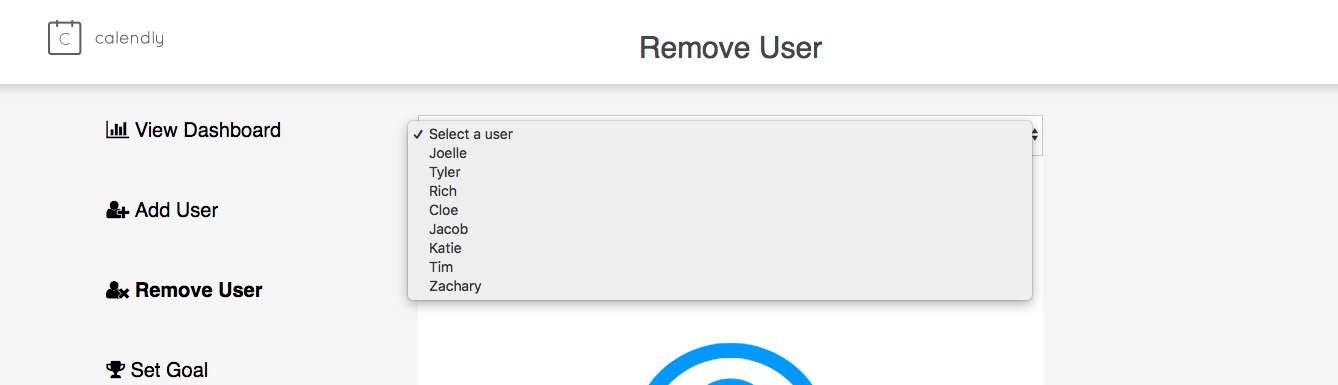 C calendly
Remove User
View Dashboard
Add User
Remove User
Set Goal
✓ Select a user
Joelle
Tyler
Rich
Cloe
Jacob
Katie
Tim
Zachary